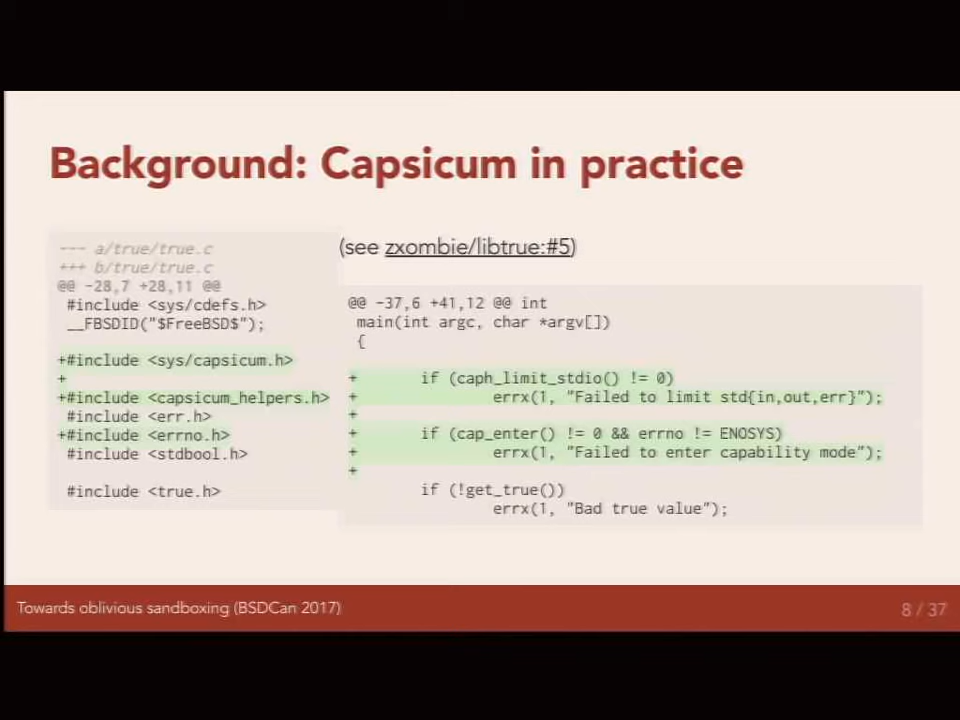 Background: Capsicum in practice
--- a/true/true.c
+++ b/true/true.c
@@ -28,7 +28,11 @@
#include <sys/cdefs.h>
__FBSDID("$FreeBSD$");
+#include <sys/capsicum.h>
+
+#include <capsicum_helpers.h>
#include <err.h>
+#include <errno.h>
#include <stdbool.h>
#include <true.h>
(see zxombie/libtrue:#5)
@@ -37,6 +41,12 @@ int
main(int argc, char *argv[])
{
+ if (caph_limit_stdio() != 0)
+ errx(1, "Failed to limit std{in,out,err}");
+
+ if (cap_enter() != 0 && errno != ENOSYS)
+ errx(1, "Failed to enter capability mode");
+
if (!get_true())
errx(1, "Bad true value");
Towards oblivious sandboxing (BSDCan 2017)
8 / 37